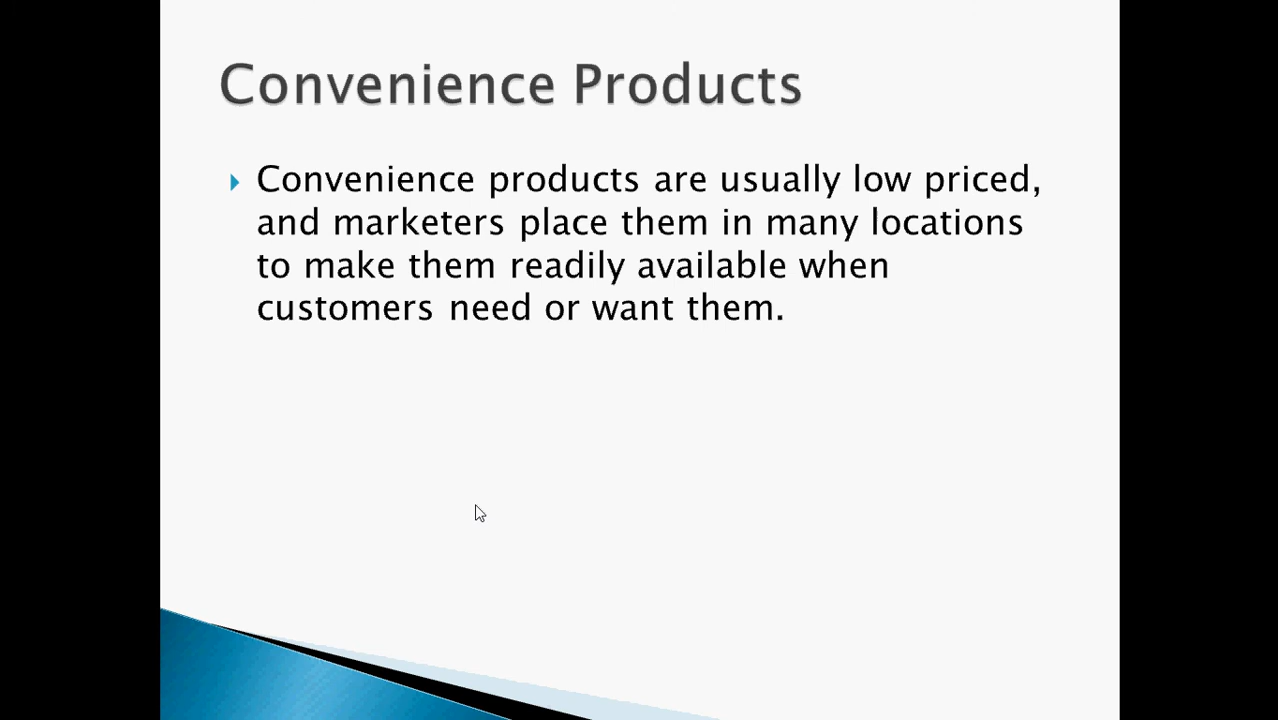 Convenience Products
Convenience products are usually low priced,
and marketers place them in many locations
to make them readily available when
customers need or want them.